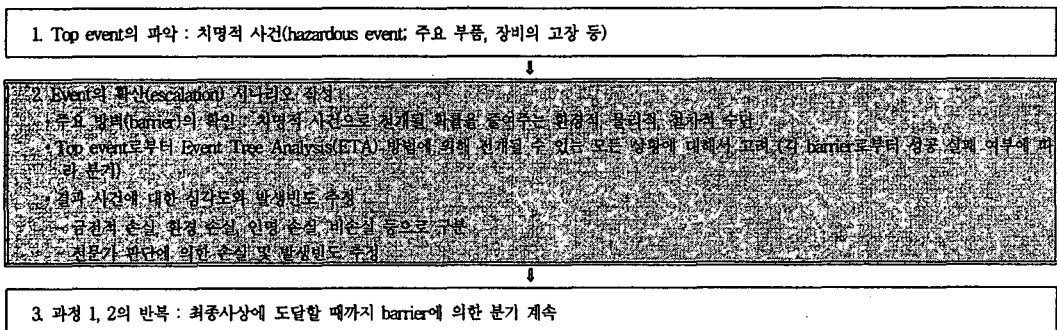 1. Top event의 파악 : 치명적 사건(hazardous event; 주요 부품, 장비의 고장 등)
2. Event의 확산(escalation) 시나리오 작성
· 주요 방벽(barrier)의 확인 : 치명적 사건으로 전개될 확률을 줄여주는 환경적, 물리적, 절차적 수단
· Top event로부터 Event Tree Analysis(ETA) 방법에 의해 전개될 수 있는 모든 상황에 대해서 고려 (각 barrier로부터 성공 실패 여부에 따
라 분기)
· 결과 사건에 대한 심각도와 발생빈도 추정
- 금전적 손실, 환경 손실, 인명 손실, 비손실 등으로 구분
- 전문가 판단에 의한 손실 및 발생빈도 추정
3. 과정 1, 2의 반복 : 최종사상에 도달할 때까지 barrier에 의한 분기 계속